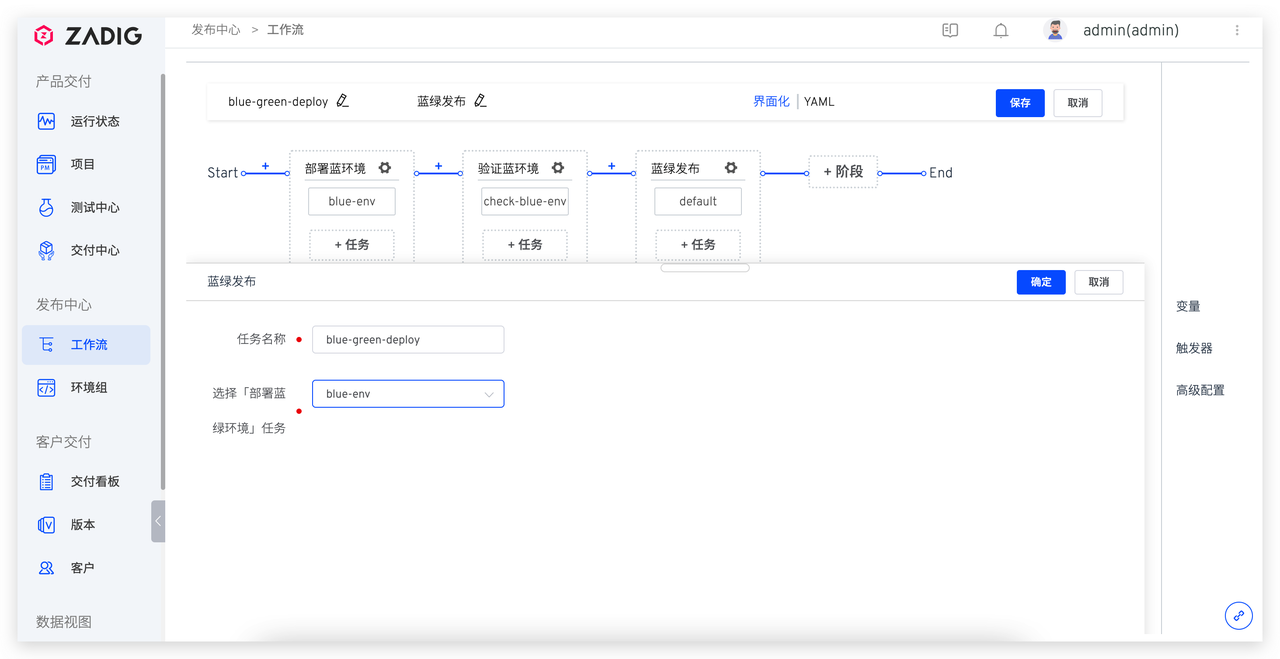 ZADIG
发布中心 > 工作流
admin(admin)
产品交付
运行状态
项目
测试中心
交付中心
发布中心
工作流
环境组
客户交付
交付看板
版本
客户
数据视图
blue-green-deploy
蓝绿发布
界面化 | YAML
保存
取消
Start
部署蓝环境
blue-env
+ 任务
验证蓝环境
check-blue-env
+ 任务
蓝绿发布
default
+ 任务
+ 阶段
End
蓝绿发布
确定
取消
任务名称
blue-green-deploy
选择「部署蓝
绿环境」任务
blue-env
变量
触发器
高级配置